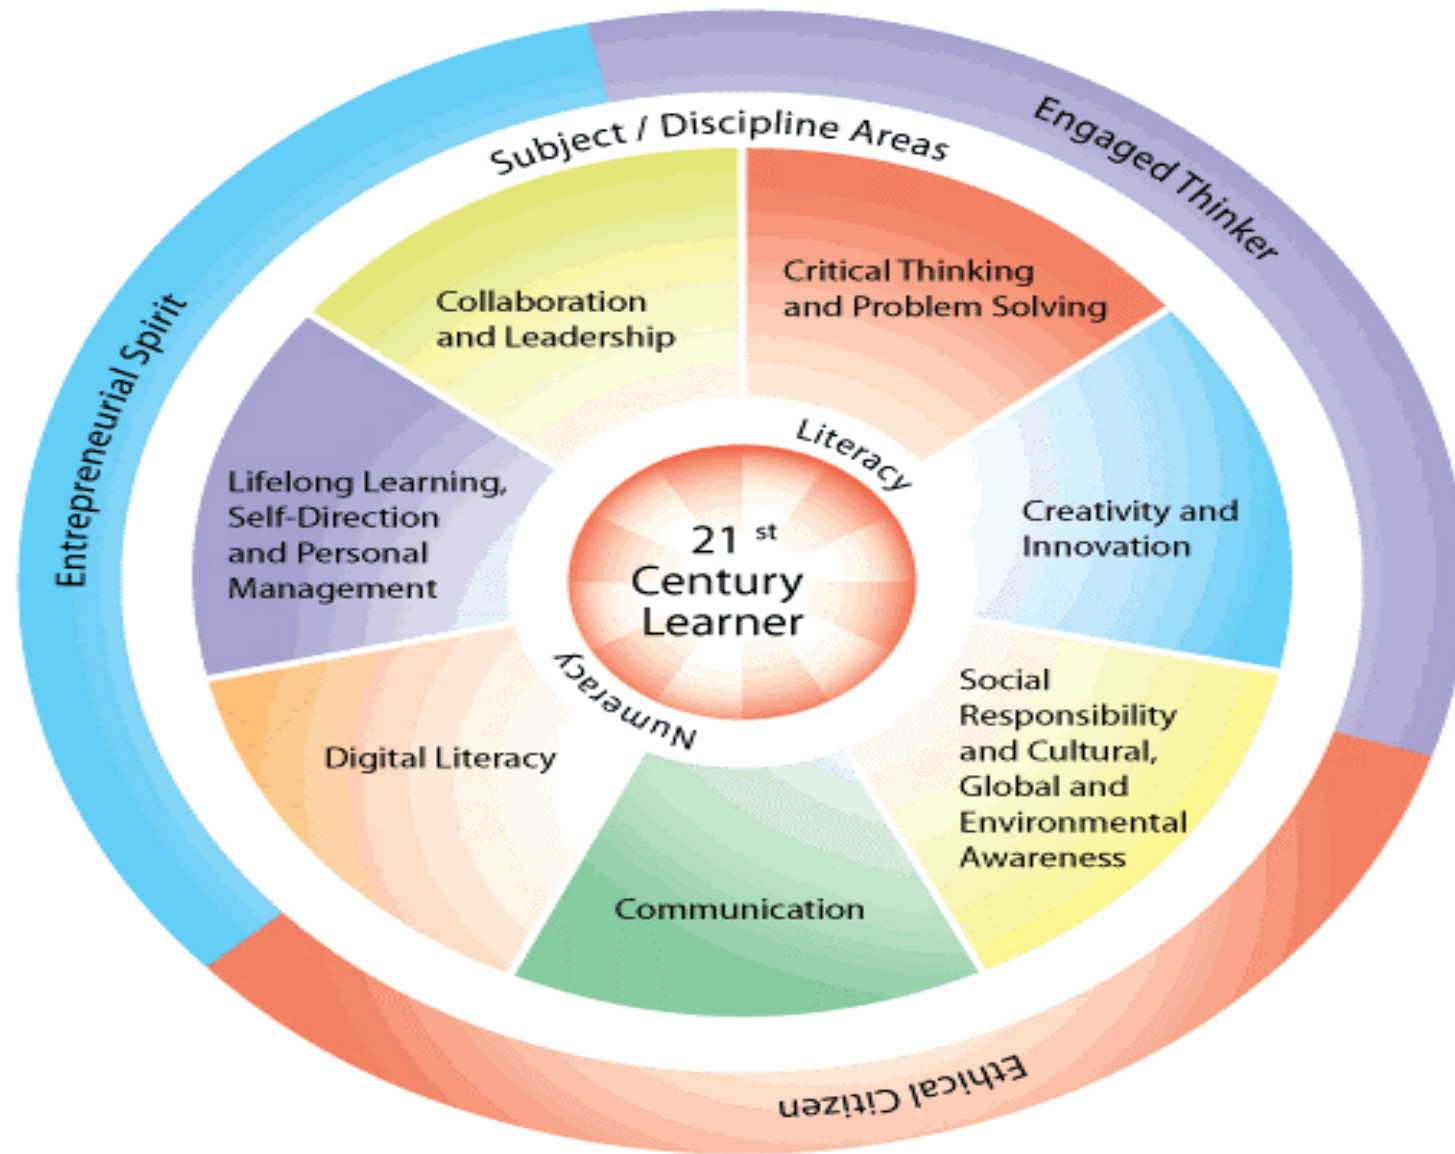 Subject / Discipline Areas
Engaged Thinker
Entrepreneurial Spirit
Ethical Citizen
Collaboration
and Leadership
Critical Thinking
and Problem Solving
Lifelong Learning,
Self-Direction
and Personal
Management
Creativity and
Innovation
Literacy
21 st
Century
Learner
Numeracy
Digital Literacy
Social
Responsibility
and Cultural,
Global and
Environmental
Awareness
Communication